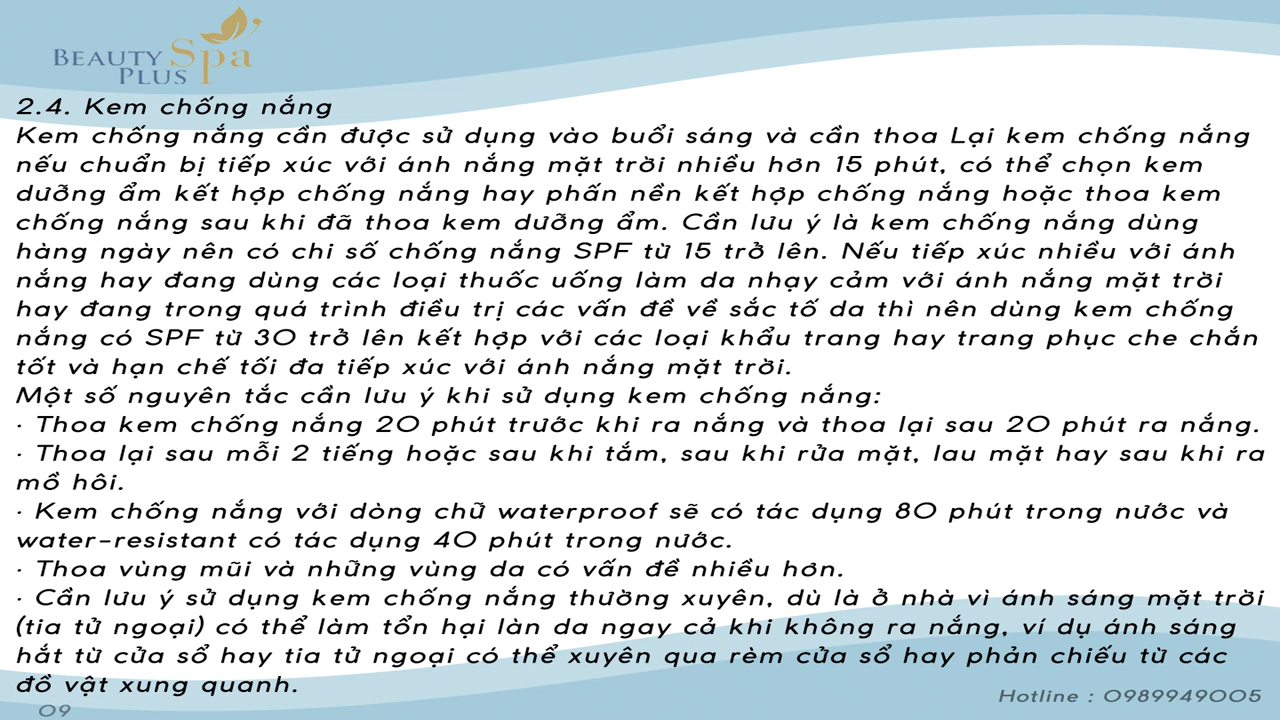 BEAUTY Spa
PLUS
2.4. Kem chống nắng
Kem chống nắng cần được sử dụng vào buổi sáng và cần thoa Lại kem chống nắng
nếu chuẩn bị tiếp xúc với ánh nắng mặt trời nhiều hơn 15 phút, có thể chọn kem
dưỡng ẩm kết hợp chống nắng hay phấn nền kết hợp chống nắng hoặc thoa kem
chống nắng sau khi đã thoa kem dưỡng ẩm. Cần lưu ý là kem chống nắng dùng
hàng ngày nên có chi số chống nắng SPF từ 15 trở lên. Nếu tiếp xúc nhiều với ánh
nắng hay đang dùng các loại thuốc uống làm da nhạy cảm với ánh nắng mặt trời
hay đang trong quá trình điều trị các vấn đề về sắc tố da thì nên dùng kem chống
nắng có SPF từ 30 trở lên kết hợp với các loại khẩu trang hay trang phục che chắn
tốt và hạn chế tối đa tiếp xúc với ánh nắng mặt trời.
Một số nguyên tắc cần lưu ý khi sử dụng kem chống nắng:
· Thoa kem chống nắng 20 phút trước khi ra nắng và thoa lại sau 20 phút ra nắng.
· Thoa lại sau mỗi 2 tiếng hoặc sau khi tắm, sau khi rửa mặt, lau mặt hay sau khi ra
mồ hôi.
· Kem chống nắng với dòng chữ waterproof sẽ có tác dụng 80 phút trong nước và
water-resistant có tác dụng 40 phút trong nước.
· Thoa vùng mũi và những vùng da có vấn đề nhiều hơn.
· Cần lưu ý sử dụng kem chống nắng thường xuyên, dù là ở nhà vì ánh sáng mặt trời
(tia tử ngoại) có thể làm tổn hại làn da ngay cả khi không ra nắng, ví dụ ánh sáng
hắt từ cửa sổ hay tia tử ngoại có thể xuyên qua rèm cửa sổ hay phản chiếu từ các
đồ vật xung quanh.
Hotline : 0989949005
09